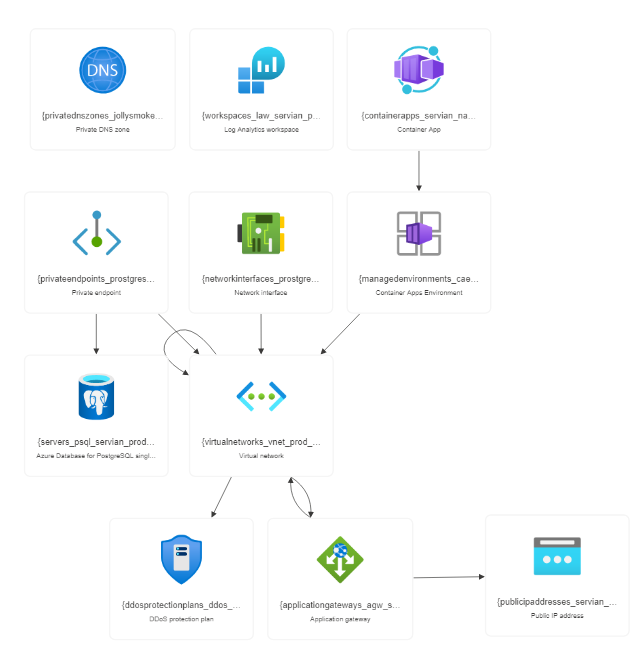 DNS
{privatednszones_jollysmoke...
Private DNS zone
{workspaces_law_servian_p...
Log Analytics workspace
{containerapps_servian_na...
Container App
{privateendpoints_prostgres...
Private endpoint
{networkinterfaces_prostgre...
Network interface
{managedenvironments_cae...
Container Apps Environment
{servers_psql_servian_prod...
Azure Database for PostgreSQL singl...
{virtualnetworks_vnet_prod_...
Virtual network
{ddosprotectionplans_ddos_...
DDoS protection plan
{applicationgateways_agw_s...
Application gateway
{publicipaddresses_servian_...
Public IP address